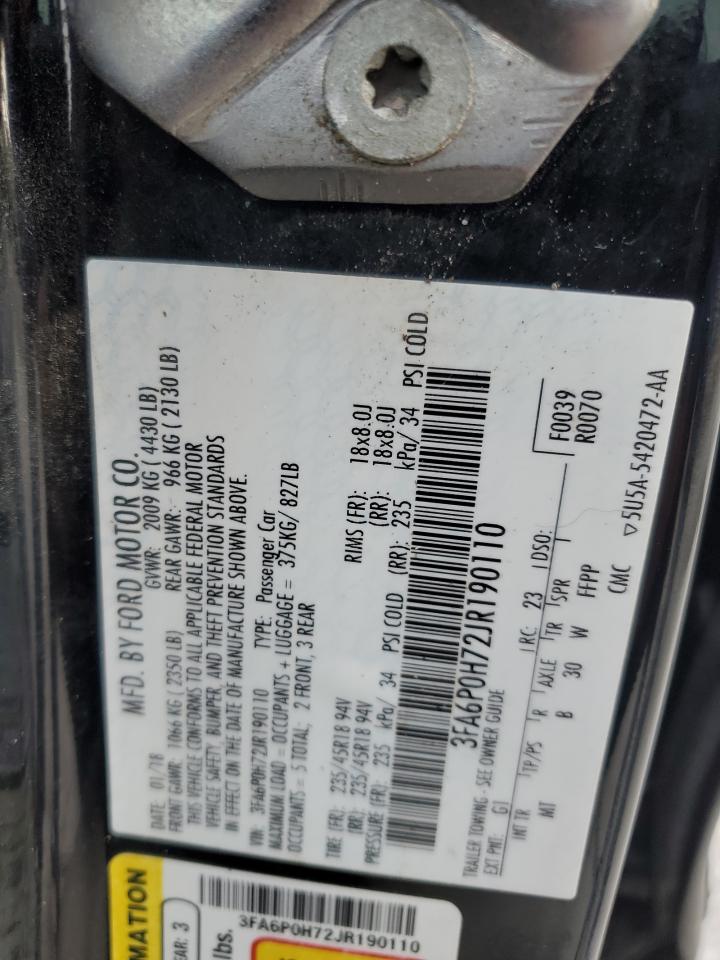 MFD. BY FORD MOTOR CO.
DATE: 01/18 GVWR: 2009 KG ( 4430 LB)
FRONT GAWR: 1066 KG ( 2350 LB) REAR GAWR: 966 KG ( 2130 LB)
THIS VEHICLE CONFORMS TO ALL APPLICABLE FEDERAL MOTOR
VEHICLE SAFETY, BUMPER, AND THEFT PREVENTION STANDARDS
IN EFFECT ON THE DATE OF MANUFACTURE SHOWN ABOVE.
VIN: 3FA6P0H72JR190110 TYPE: Passenger Car
MAXIMUM LOAD = OCCUPANTS + LUGGAGE = 375KG/ 827LB
OCCUPANTS = 5 TOTAL; 2 FRONT, 3 REAR
TIRE (FR): 235/45R18 94V RIMS (FR): 18x8.0J
(RR): 235/45R18 94V (RR): 18x8.0J
PRESSURE (FR): 235 kPa/ 34 PSI COLD (RR): 235 kPa/ 34 PSI COLD
3FA6P0H72JR190110
TRAILER TOWING - SEE OWNER GUIDE
EXT PNT: G1 RC: 23 DSO: F0039
R0070
INT TR TP/PS R AXLE TR SPR
MT B 30 W FFPP
CMC 5U5A-5420472-AA
MATION
EAR: 3
lbs.
3FA6P0H72JR190110